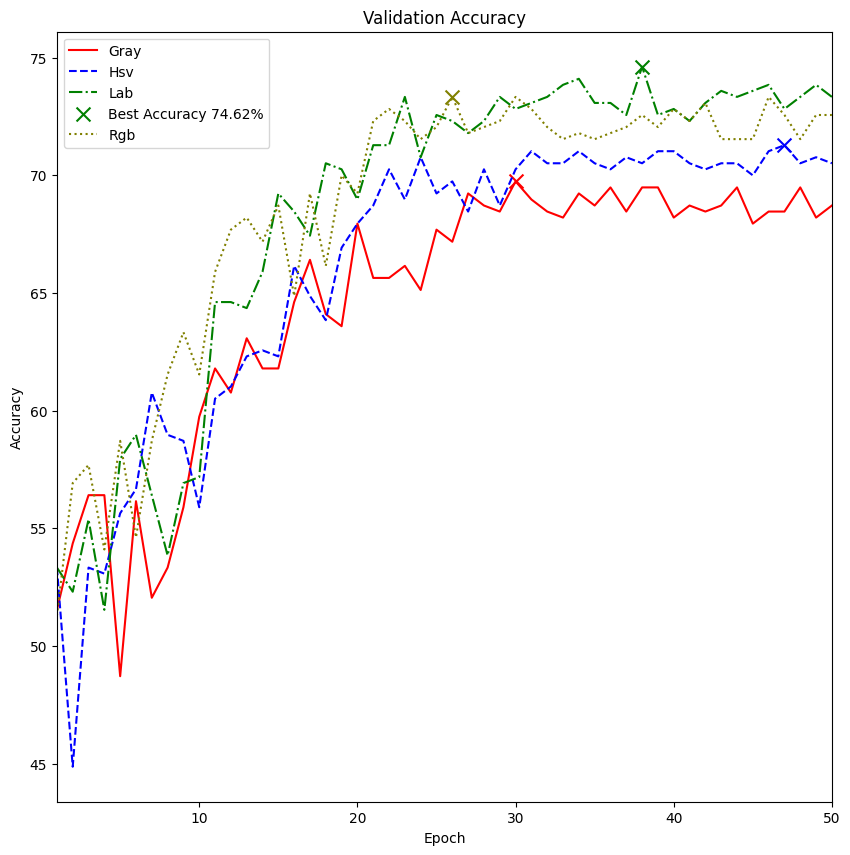 Validation Accuracy
Gray
Hsv
Lab
Best Accuracy 74.62%
Rgb
Accuracy
75
70
65
60
55
50
45
10 20 30 40 50
Epoch